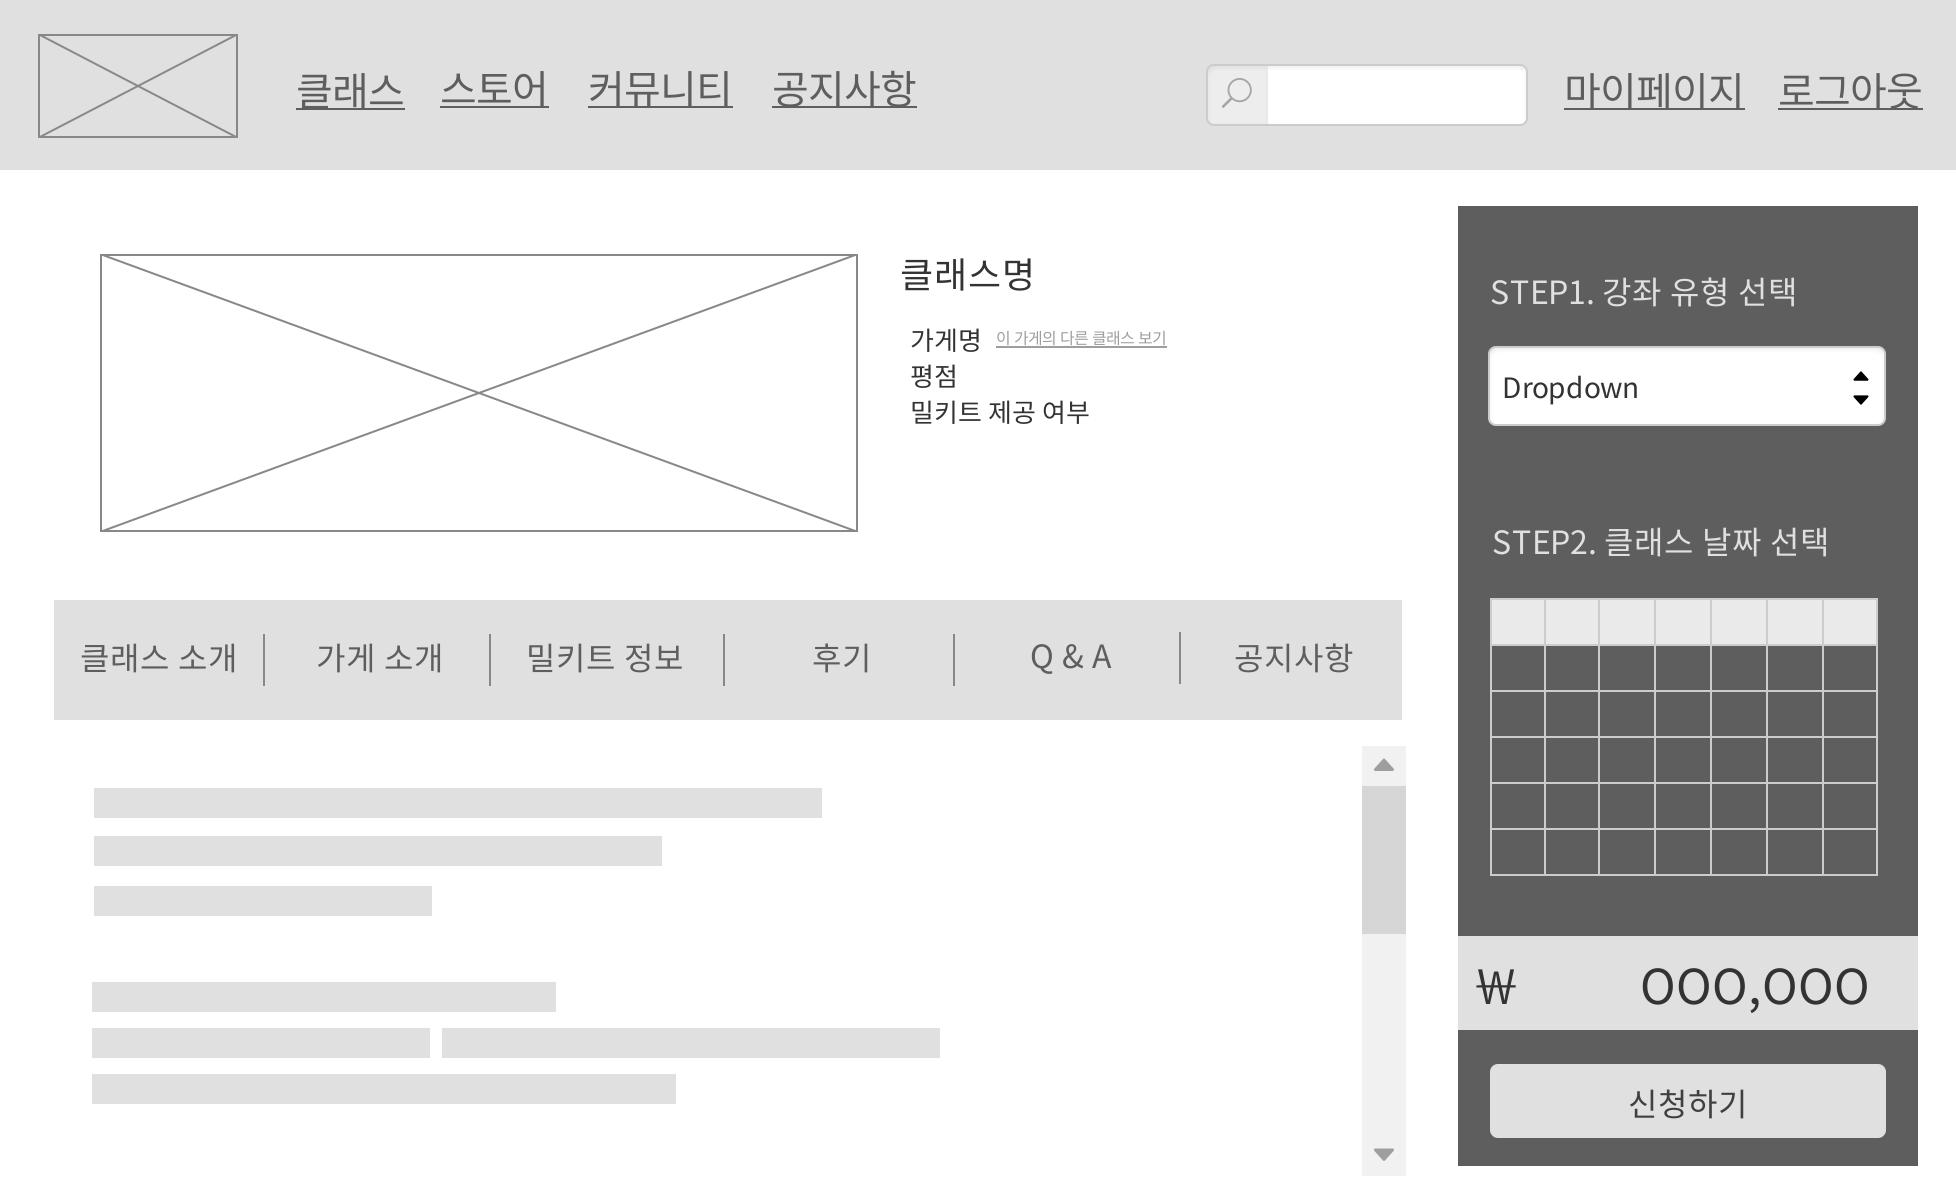 클래스 스토어 커뮤니티 공지사항 마이페이지 로그아웃
클래스명
가게명 이 가게의 다른 클래스 보기
평점
밀키트 제공 여부
클래스 소개 가게 소개 밀키트 정보 후기 Q & A 공지사항
STEP1. 강좌 유형 선택
Dropdown
STEP2. 클래스 날짜 선택
₩ 000,000
신청하기